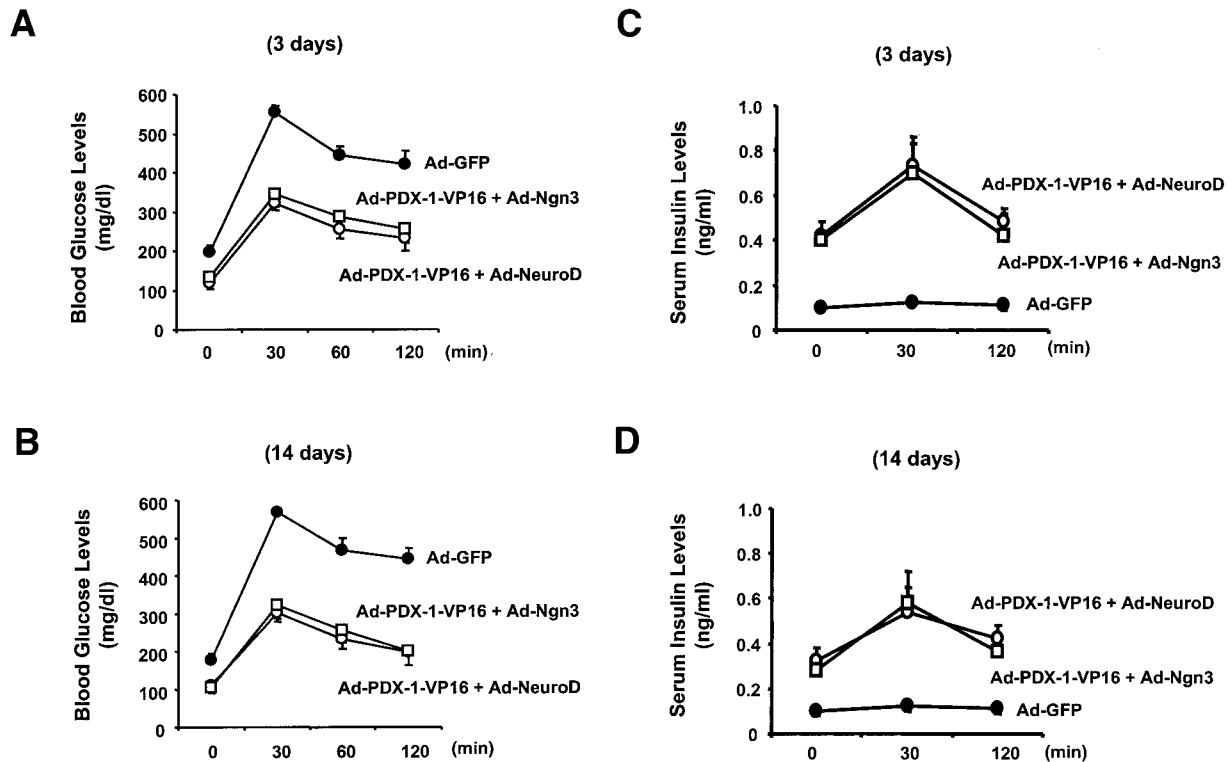 A
(3 days)
Blood Glucose Levels
(mg/dl)
600
500
400
300
200
100
0
0 30 60 120 (min)
Ad-GFP
Ad-PDX-1-VP16 + Ad-Ngn3
Ad-PDX-1-VP16 + Ad-NeuroD
C
(3 days)
Serum Insulin Levels
(ng/ml)
1.0
0.8
0.6
0.4
0.2
0
0 30 120 (min)
Ad-PDX-1-VP16 + Ad-NeuroD
Ad-PDX-1-VP16 + Ad-Ngn3
Ad-GFP
B
(14 days)
Blood Glucose Levels
(mg/dl)
600
500
400
300
200
100
0
0 30 60 120 (min)
Ad-GFP
Ad-PDX-1-VP16 + Ad-Ngn3
Ad-PDX-1-VP16 + Ad-NeuroD
D
(14 days)
Serum Insulin Levels
(ng/ml)
1.0
0.8
0.6
0.4
0.2
0
0 30 120 (min)
Ad-PDX-1-VP16 + Ad-NeuroD
Ad-PDX-1-VP16 + Ad-Ngn3
Ad-GFP